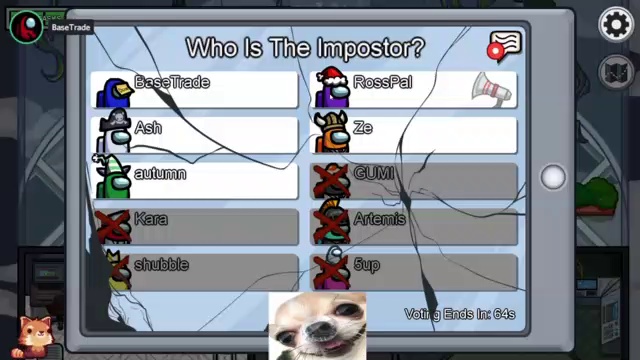 BaseTrade
Who Is The Impostor?
BaseTrade
RossPal
Ash
Ze
autumn
GUMI
Kara
Artemis
shubble
5up
Voting Ends In: 64s